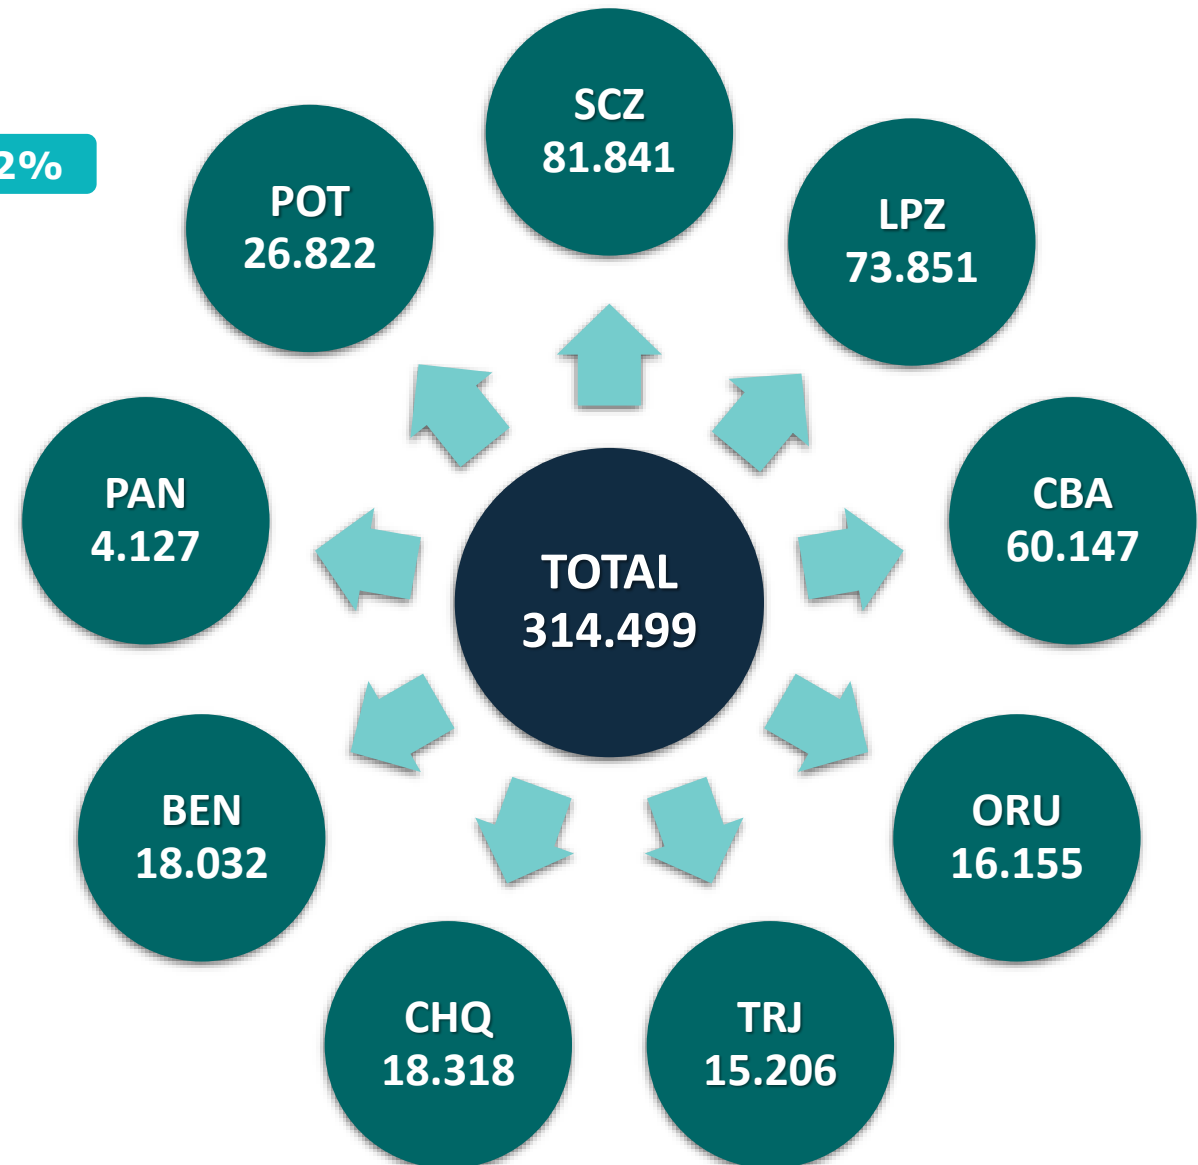 SCZ
81.841
2%
POT
26.822
LPZ
73.851
PAN
4.127
CBA
60.147
TOTAL
314.499
BEN
18.032
ORU
16.155
CHQ
18.318
TRJ
15.206